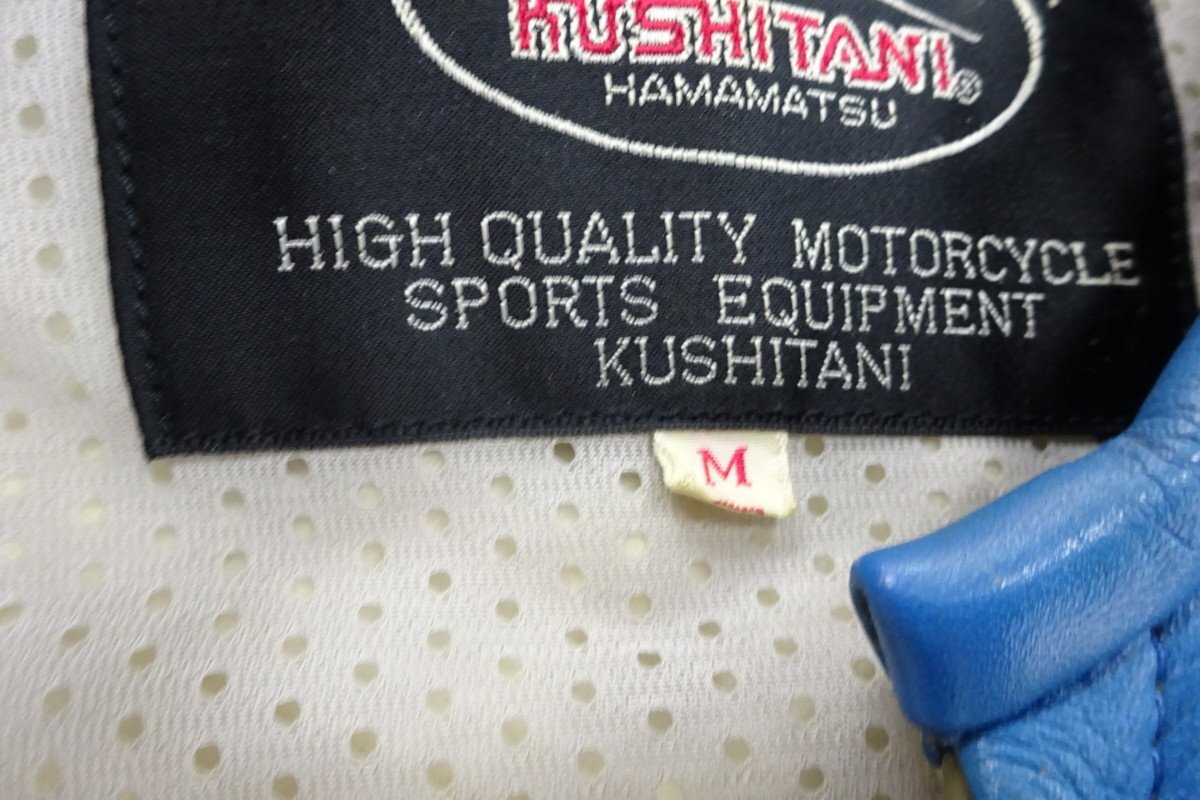 KUSHITANI®
HAMAMATSU
HIGH QUALITY MOTORCYCLE
SPORTS EQUIPMENT
KUSHITANI
M